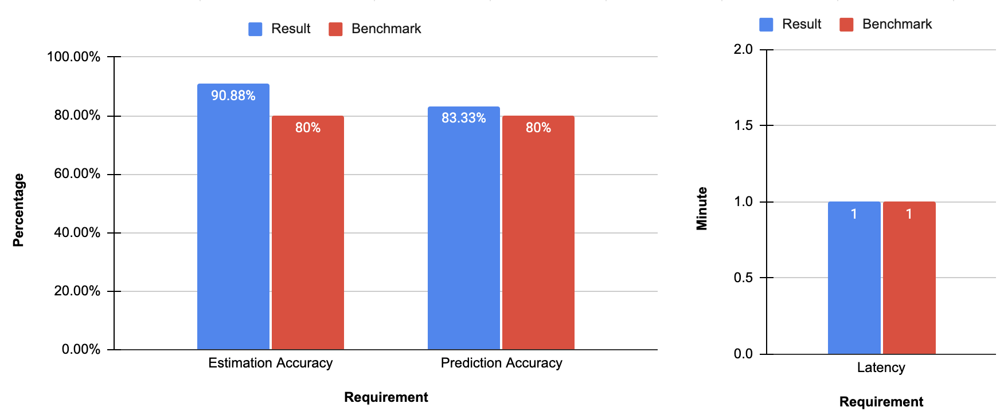 Result Benchmark
100.00%
80.00%
60.00%
40.00%
20.00%
0.00%
Percentage
90.88%
80%
83.33%
80%
Estimation Accuracy Prediction Accuracy
Requirement
Result Benchmark
2.0
1.5
1.0
0.5
0.0
Minute
1 1
Latency
Requirement